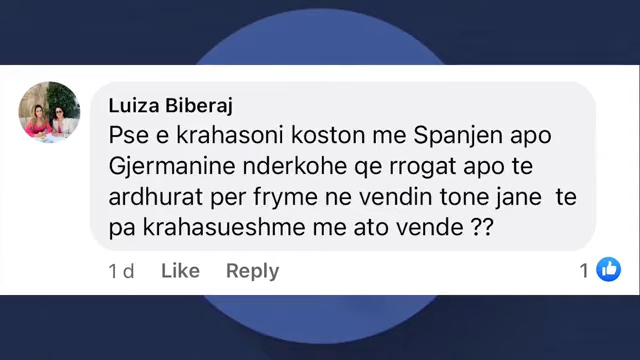 Luiza Biberaj
Pse e krahasoni koston me Spanjen apo
Gjermanine nderkohe qe rrogat apo te
ardhurat per fryme ne vendin tone jane  te
pa krahasueshme me ato vende ??
1 d Like Reply 1